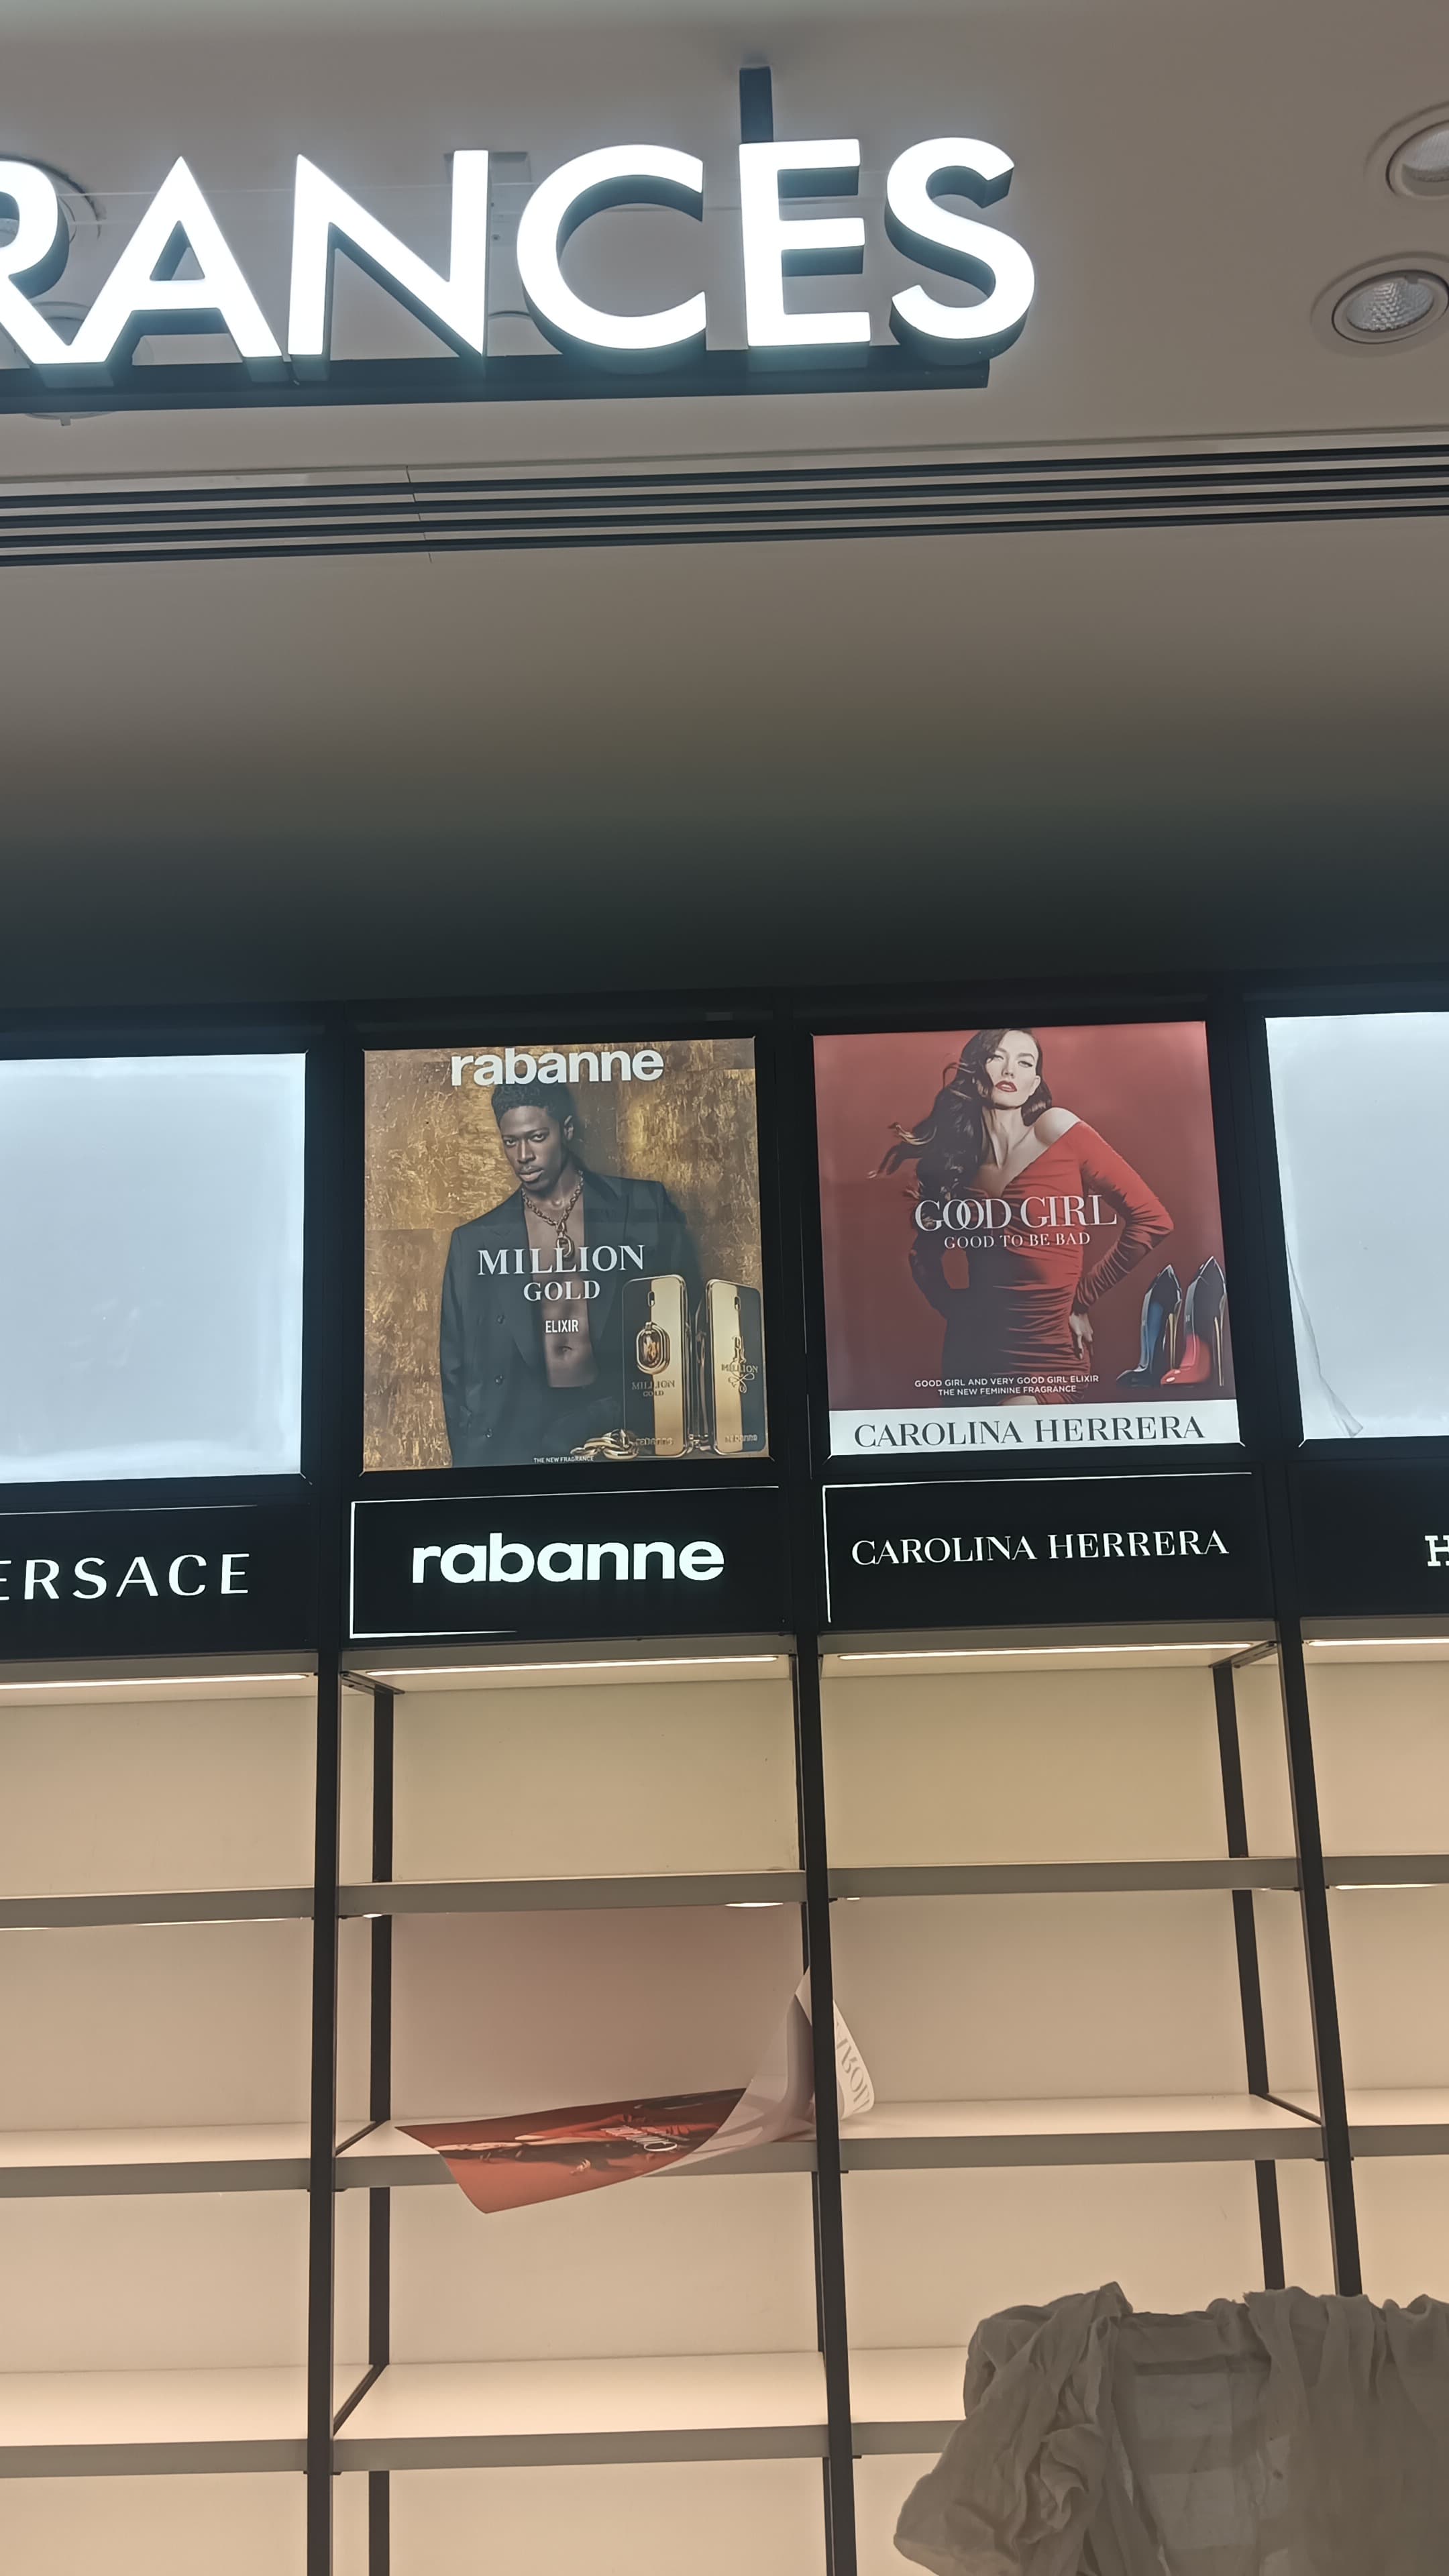 RANCES
rabanne
MILLION
GOLD
ELIXIR
MILLION
GOLD
MILLION
THE NEW FRAGRANCE
GOOD GIRL
GOOD TO BE BAD
GOOD GIRL AND VERY GOOD GIRL ELIXIR
THE NEW FEMININE FRAGRANCE
CAROLINA HERRERA
ERSACE
rabanne
CAROLINA HERRERA
H